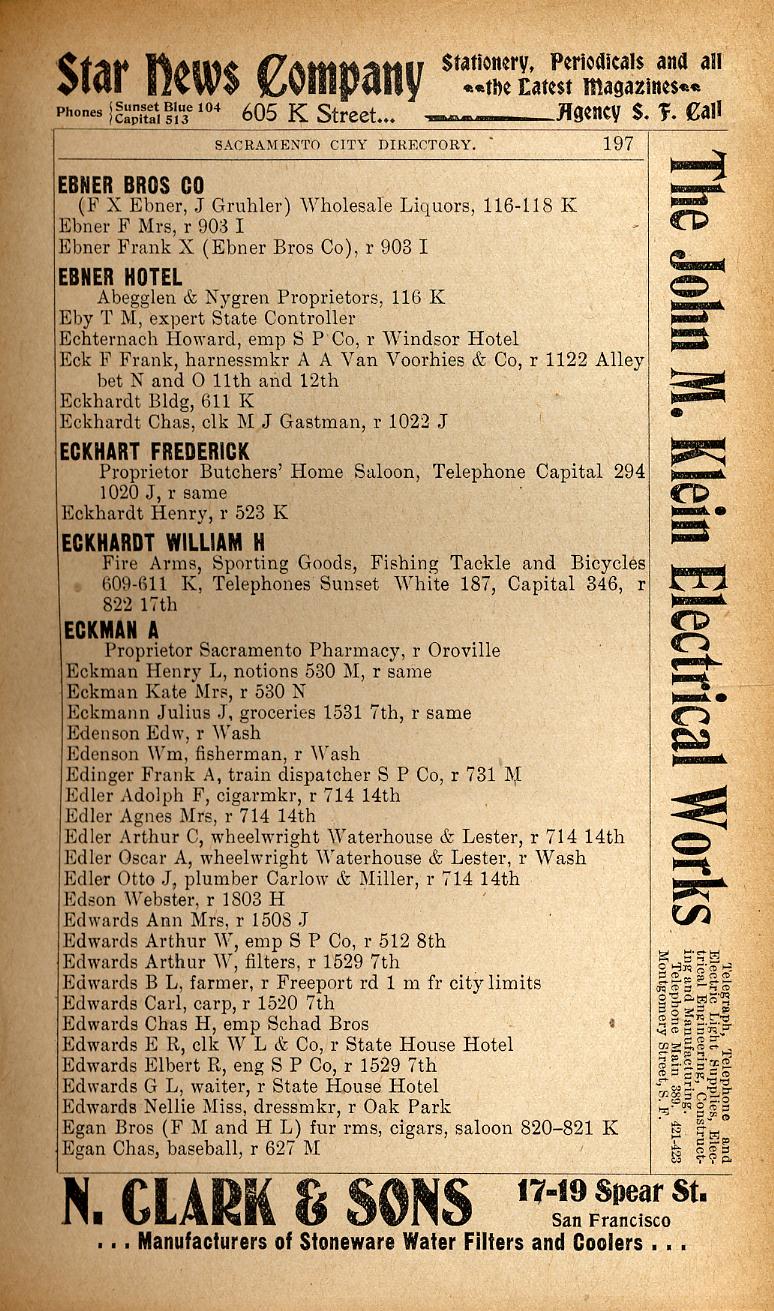 Star News Company
Stationery, Periodicals and all
the Latest Magazines
Phones {Sunset Blue 104
Capital 513
605 K Street...
Agency S. F. Call
SACRAMENTO CITY DIRECTORY. 197
EBNER BROS CO
(F X Ebner, J Gruhler) Wholesale Liquors, 116-118 K
Ebner F Mrs, r 903 I
Ebner Frank X (Ebner Bros Co), r 903 I
EBNER HOTEL
Abegglen & Nygren Proprietors, 116 K
Eby T M, expert State Controller
Echternach Howard, emp S P Co, r Windsor Hotel
Eck F Frank, harnessmkr A A Van Voorhies & Co, r 1122 Alley
bet N and O 11th and 12th
Eckhardt Bldg, 611 K
Eckhardt Chas, clk M J Gastman, r 1022 J
ECKHART FREDERICK
Proprietor Butchers' Home Saloon, Telephone Capital 294
1020 J, r same
Eckhardt Henry, r 523 K
ECKHARDT WILLIAM H
Fire Arms, Sporting Goods, Fishing Tackle and Bicycles
609-611 K, Telephones Sunset White 187, Capital 346, r
822 17th
ECKMAN A
Proprietor Sacramento Pharmacy, r Oroville
Eckman Henry L, notions 530 M, r same
Eckman Kate Mrs, r 530 N
Eckmann Julius J, groceries 1531 7th, r same
Edenson Edw, r Wash
Edenson Wm, fisherman, r Wash
Edinger Frank A, train dispatcher S P Co, r 731 M
Edler Adolph F, cigarmkr, r 714 14th
Edler Agnes Mrs, r 714 14th
Edler Arthur C, wheelwright Waterhouse & Lester, r 714 14th
Edler Oscar A, wheelwright Waterhouse & Lester, r Wash
Edler Otto J, plumber Carlow & Miller, r 714 14th
Edson Webster, r 1803 H
Edwards Ann Mrs, r 1508 J
Edwards Arthur W, emp S P Co, r 512 8th
Edwards Arthur W, filters, r 1529 7th
Edwards B L, farmer, r Freeport rd 1 m fr city limits
Edwards Carl, carp, r 1520 7th
Edwards Chas H, emp Schad Bros
Edwards E R, clk W L & Co, r State House Hotel
Edwards Elbert R, eng S P Co, r 1529 7th
Edwards G L, waiter, r State House Hotel
Edwards Nellie Miss, dressmkr, r Oak Park
Egan Bros (F M and H L) fur rms, cigars, saloon 820-821 K
Egan Chas, baseball, r 627 M
The John M. Klein Electrical Works
Telegraph, Telephone and
Electric Light Supplies, Elec-
trical Engineering, Construct-
ing and Manufacturing.
Telephone Main 389. 421-423
Montgomery Street, S. F.
N. CLARK & SONS
17-19 Spear St.
San Francisco
... Manufacturers of Stoneware Water Filters and Coolers ...